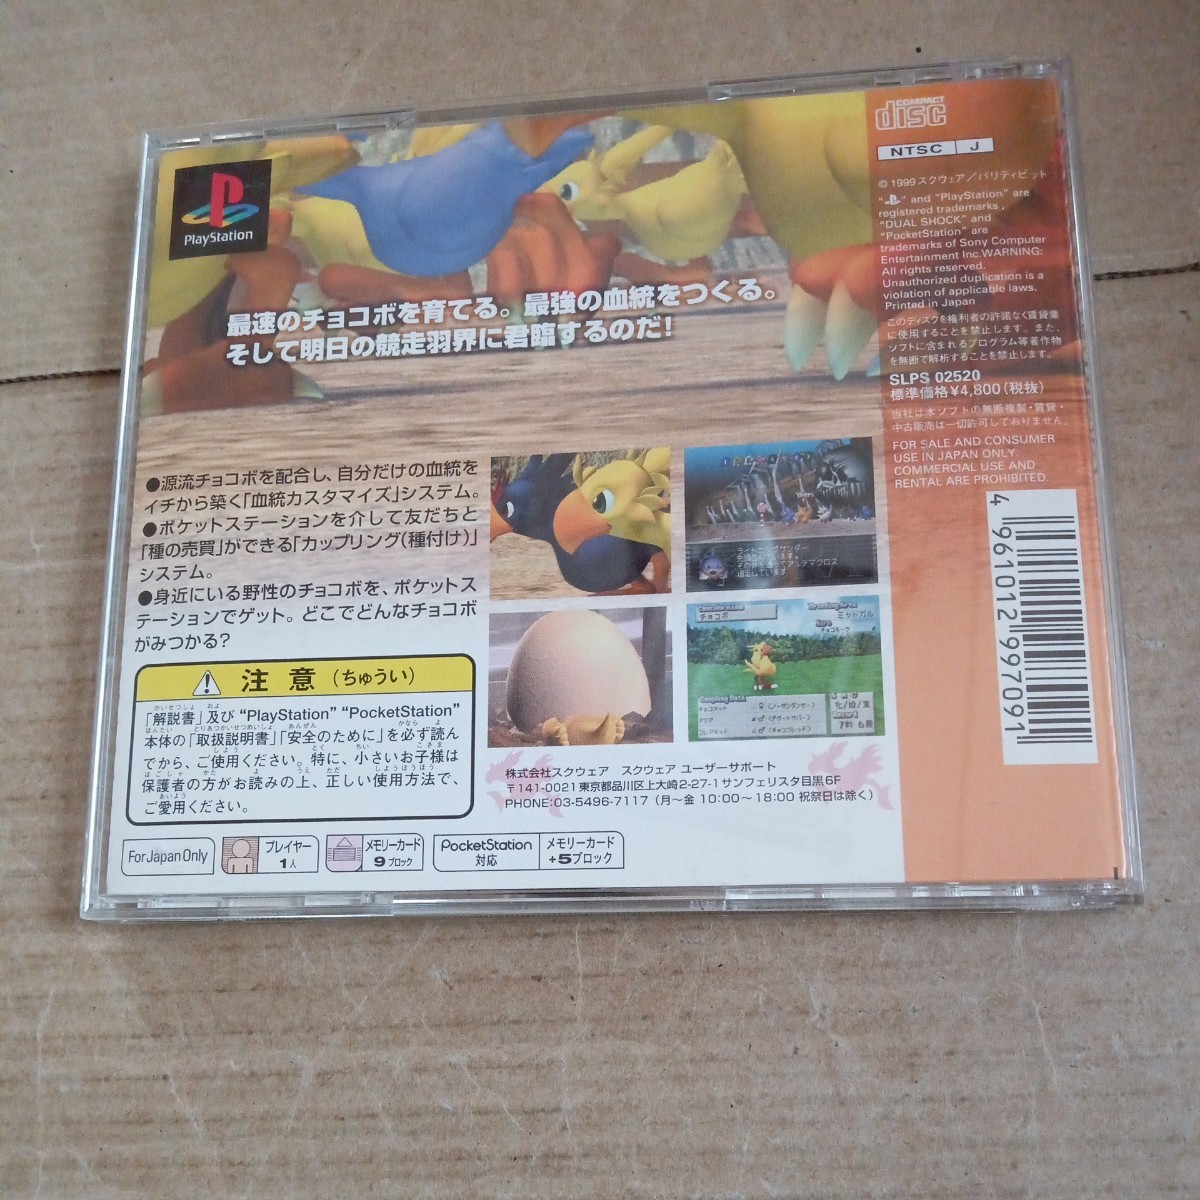 PlayStation
最速のチョコボを育てる。最強の血統をつくる。
そして明日の競走羽界に君臨するのだ!
●源流チョコボを配合し、自分だけの血統を
イチから築く「血統カスタマイズ」システム。
●ポケットステーションを介して友だちと
「種の売買」ができる「カップリング(種付け)」
システム。
●身近にいる野性のチョコボを、ポケットス
テーションでゲット。どこでどんなチョコボ
がみつかる?
注意(ちゅうい)
「解説書」及び“PlayStation”“PocketStation”
本体の「取扱説明書」「安全のために」を必ず読ん
でから、ご使用ください。特に、小さいお子様は
保護者の方がお読みの上、正しい使用方法で、
ご愛用ください。
For Japan Only
プレイヤー
1人
メモリーカード
9ブロック
PocketStation
対応
メモリーカード
+5ブロック
Chocobo Name
チョコボ
Breeding Area
ミッドガル
株式会社スクウェア スクウェア ユーザーサポート
〒141-0021 東京都品川区上大崎2-27-1 サンフェリスタ目黒6F
PHONE:03-5496-7117(月~金 10:00~18:00 祝祭日は除く)
COMPACT
disc
NTSC J
© 1999 スクウェア/パリティビット
“ ” and “PlayStation” are
registered trademarks,
“DUAL SHOCK” and
“PocketStation” are
trademarks of Sony Computer
Entertainment Inc.WARNING:
All rights reserved.
Unauthorized duplication is a
violation of applicable laws.
Printed in Japan
このディスクを権利者の許諾なく賃貸業
に使用することを禁止します。また、
ソフトに含まれるプログラム等著作物
を無断で解析することを禁止します。
SLPS 02520
標準価格¥4,800(税抜)
当社は本ソフトの無断複製・賃貸・
中古販売は一切許可しておりません。
FOR SALE AND CONSUMER
USE IN JAPAN ONLY.
COMMERCIAL USE AND
RENTAL ARE PROHIBITED.
4 961012 997091